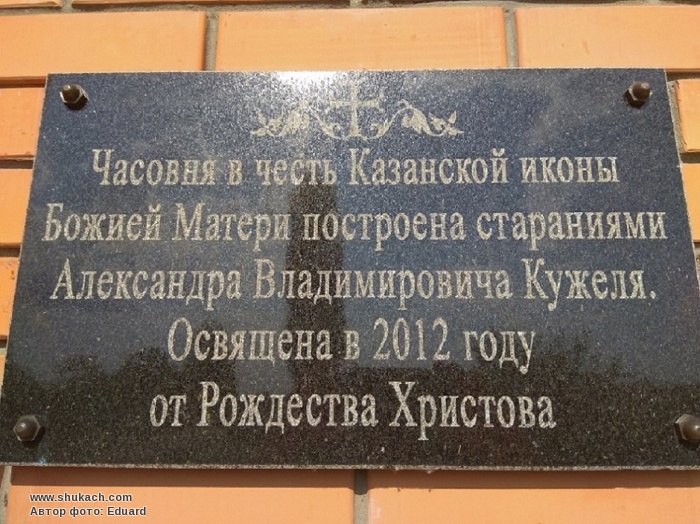 Часовня в честь Казанской иконы
Божией Матери построена стараниями
Александра Владимировича Кужеля.
Освящена в 2012 году
от Рождества Христова
www.shukach.com
Автор фото: Eduard